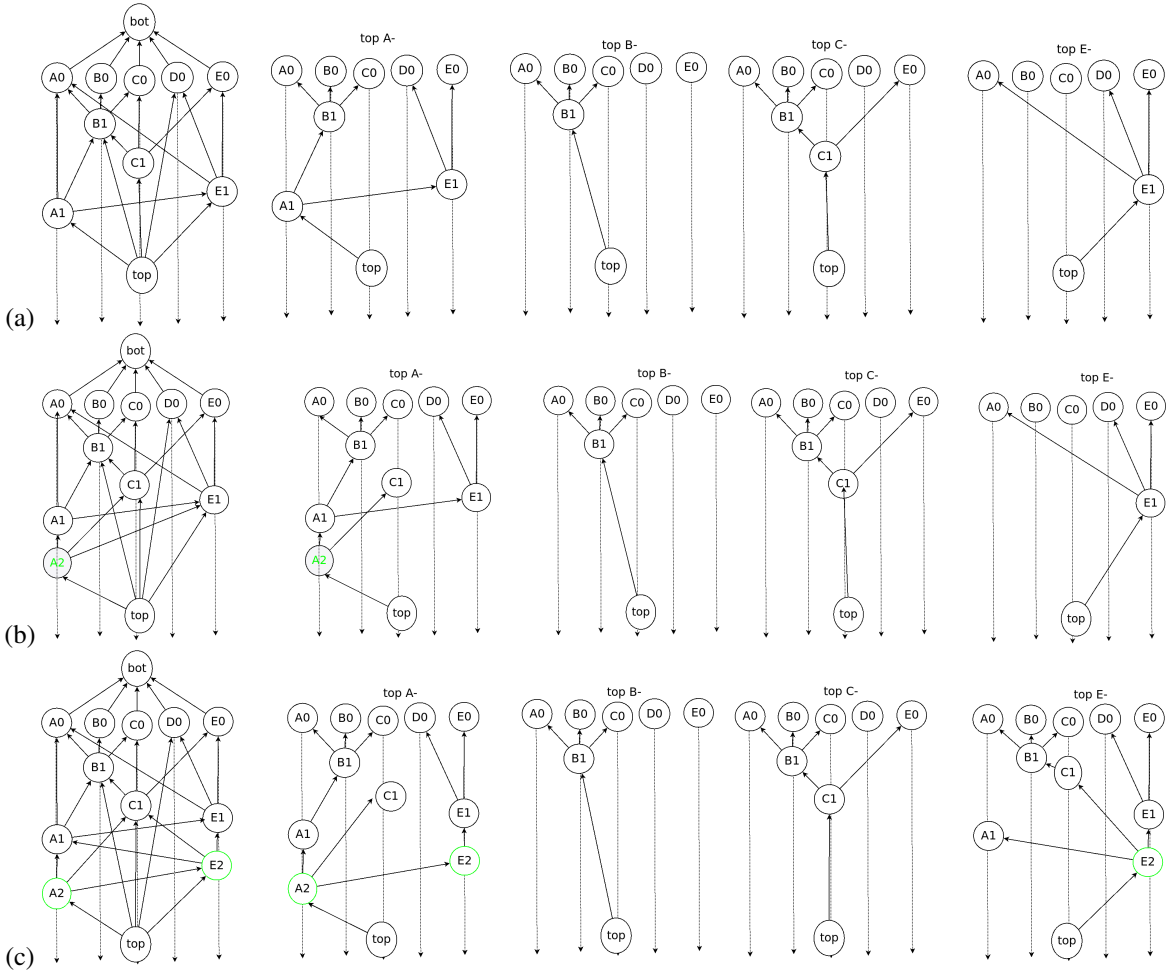 bot
top A-
top B-
top C-
top E-
A0 B0 C0 D0 E0
A0 B0 C0 D0 E0
A0 B0 C0 D0 E0
A0 B0 C0 D0 E0
A0 B0 C0 D0 E0
B1 B1 B1 B1
C1 C1
E1 E1 E1
A1 A1
top top top top top
(a)
bot
top A-
top B-
top C-
top E-
A0 B0 C0 D0 E0
A0 B0 C0 D0 E0
A0 B0 C0 D0 E0
A0 B0 C0 D0 E0
A0 B0 C0 D0 E0
B1 B1 B1 B1
C1 C1 C1
E1 E1 E1
A1 A1
A2 A2
top top top top top
(b)
bot
top A-
top B-
top C-
top E-
A0 B0 C0 D0 E0
A0 B0 C0 D0 E0
A0 B0 C0 D0 E0
A0 B0 C0 D0 E0
A0 B0 C0 D0 E0
B1 B1 B1 B1 B1
C1 C1 C1 C1
E1 E1 E1
A1 A1 A1
E2 E2 E2
A2 A2
top top top top top
(c)